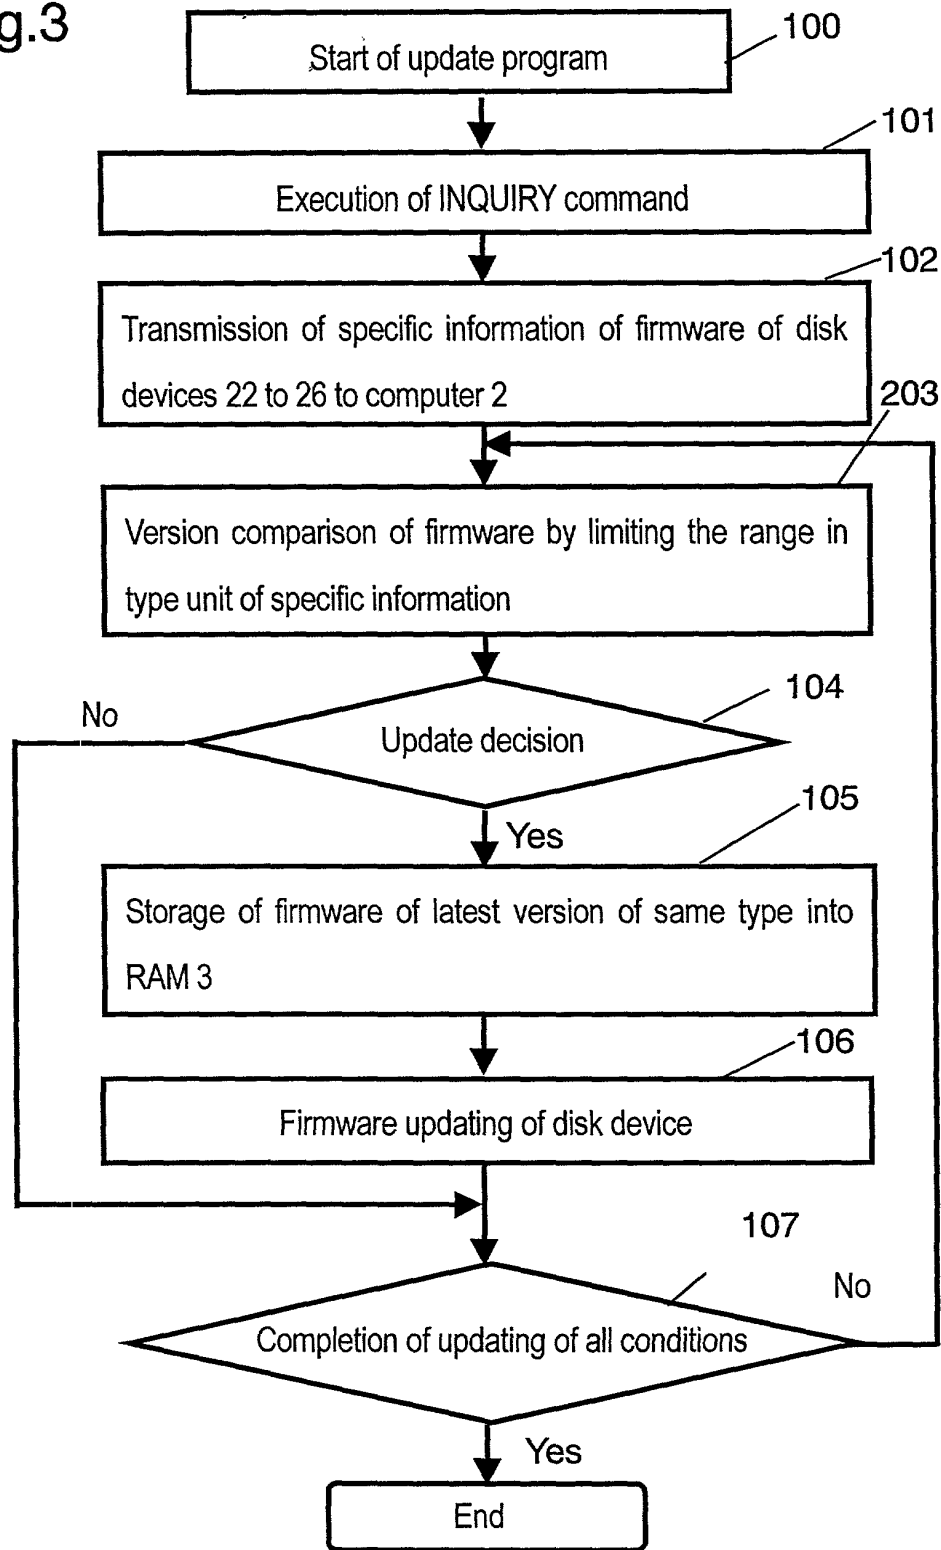 g.3
100
Start of update program
101
Execution of INQUIRY command
102
Transmission of specific information of firmware of disk
devices 22 to 26 to computer 2
203
Version comparison of firmware by limiting the range in
type unit of specific information
104
No
Update decision
105
Yes
Storage of firmware of latest version of same type into
RAM 3
106
Firmware updating of disk device
107
No
Completion of updating of all conditions
Yes
End